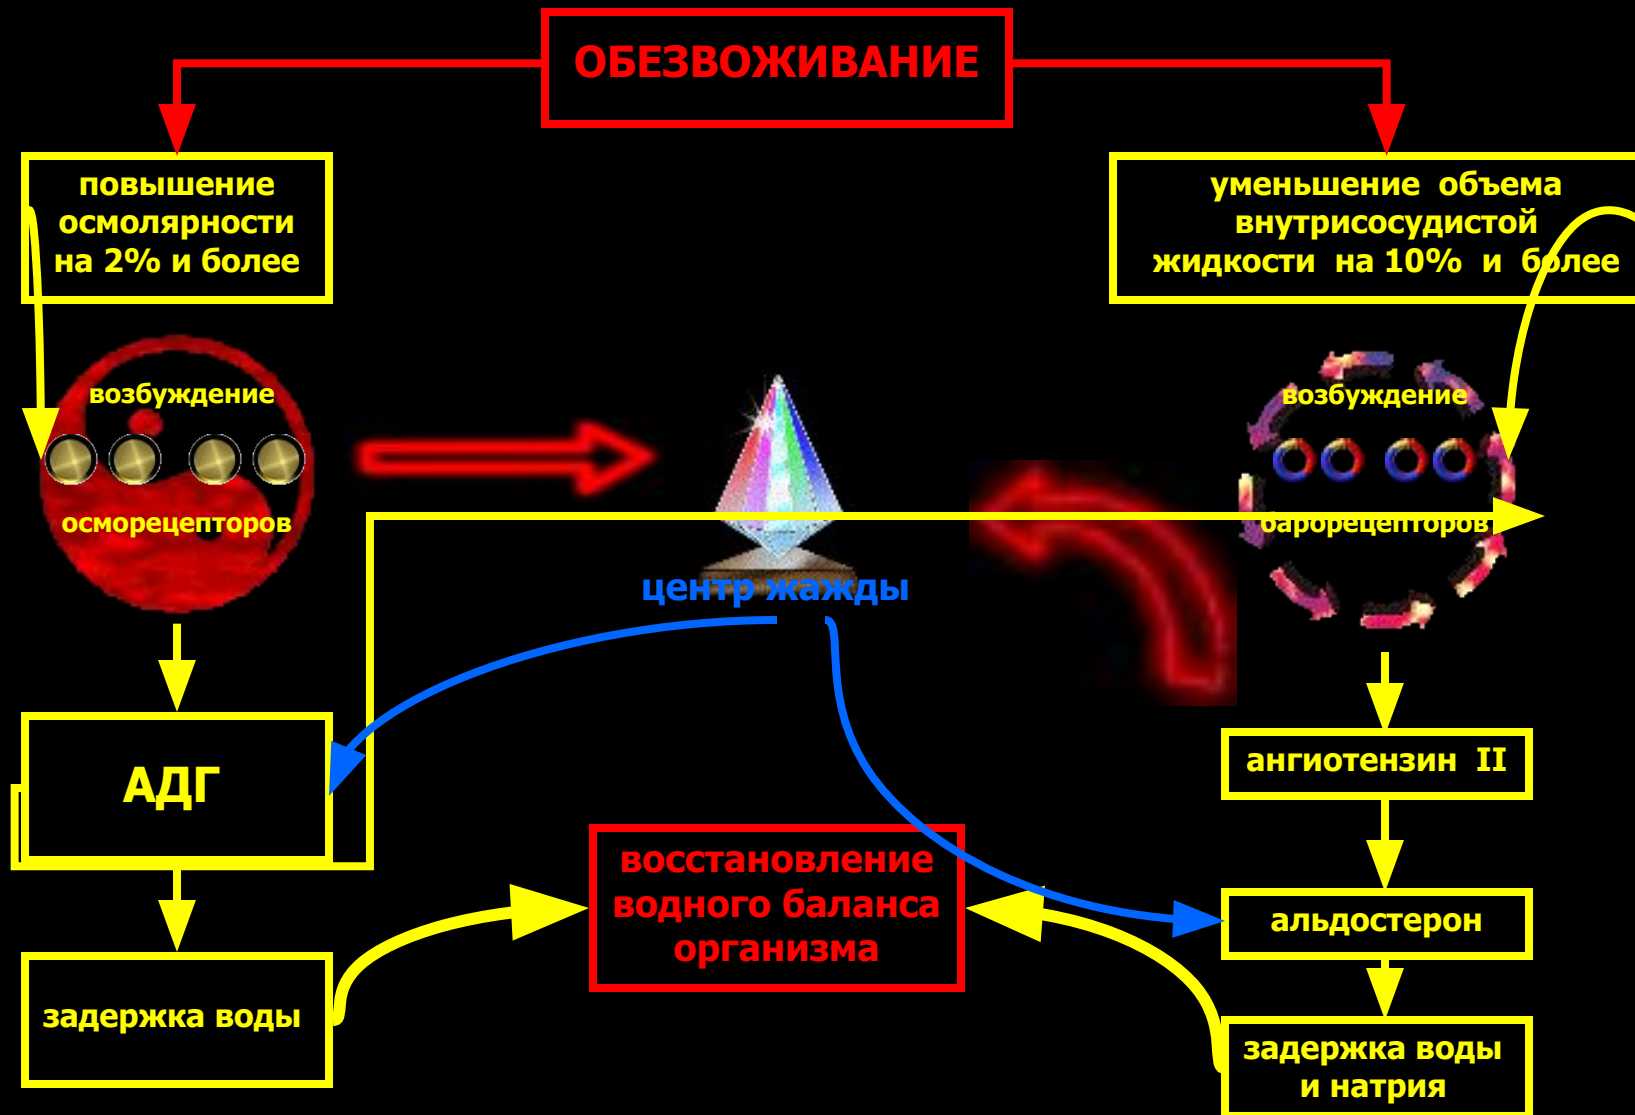 ОБЕЗВОЖИВАНИЕ
повышение
осмолярности
на 2% и более
уменьшение объема
внутрисосудистой
жидкости на 10% и более
возбуждение
осморецепторов
возбуждение
барорецепторов
центр жажды
АДГ
ангиотензин II
восстановление
водного баланса
организма
альдостерон
задержка воды
задержка воды
и натрия